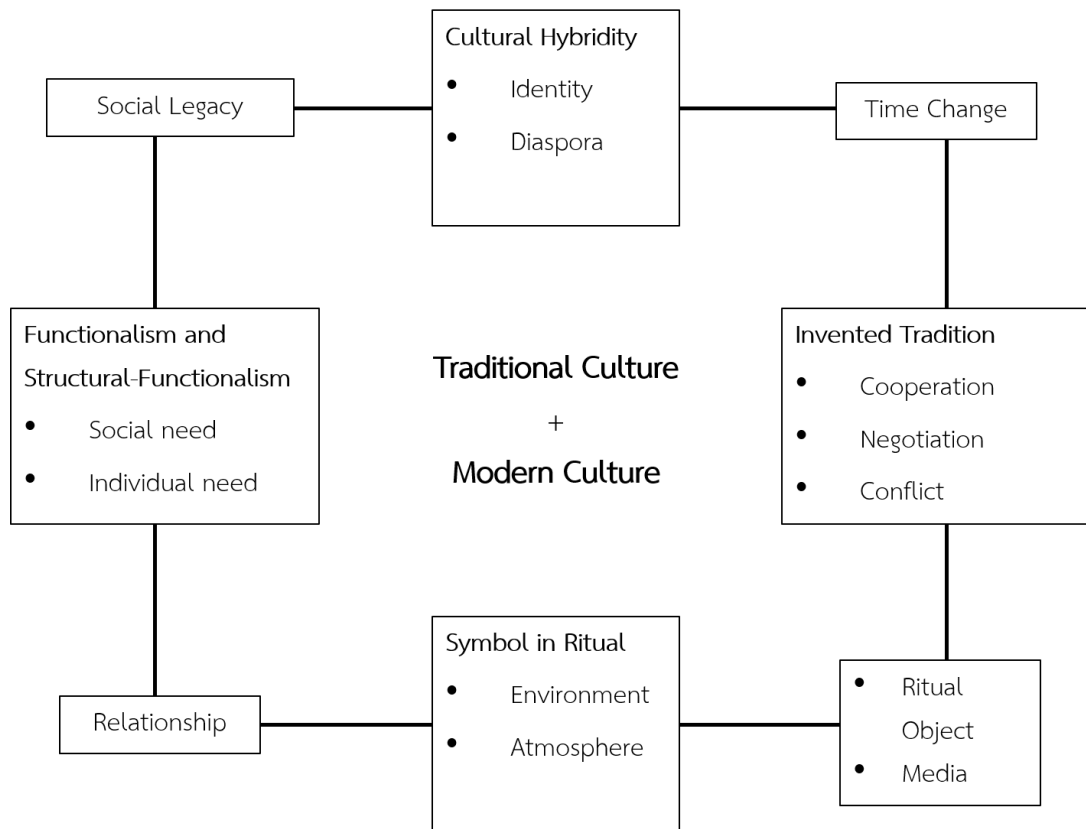 Cultural Hybridity
• Identity
• Diaspora
Social Legacy
Time Change
Functionalism and
Structural-Functionalism
• Social need
• Individual need
Traditional Culture
+
Modern Culture
Invented Tradition
• Cooperation
• Negotiation
• Conflict
Relationship
Symbol in Ritual
• Environment
• Atmosphere
• Ritual
Object
• Media